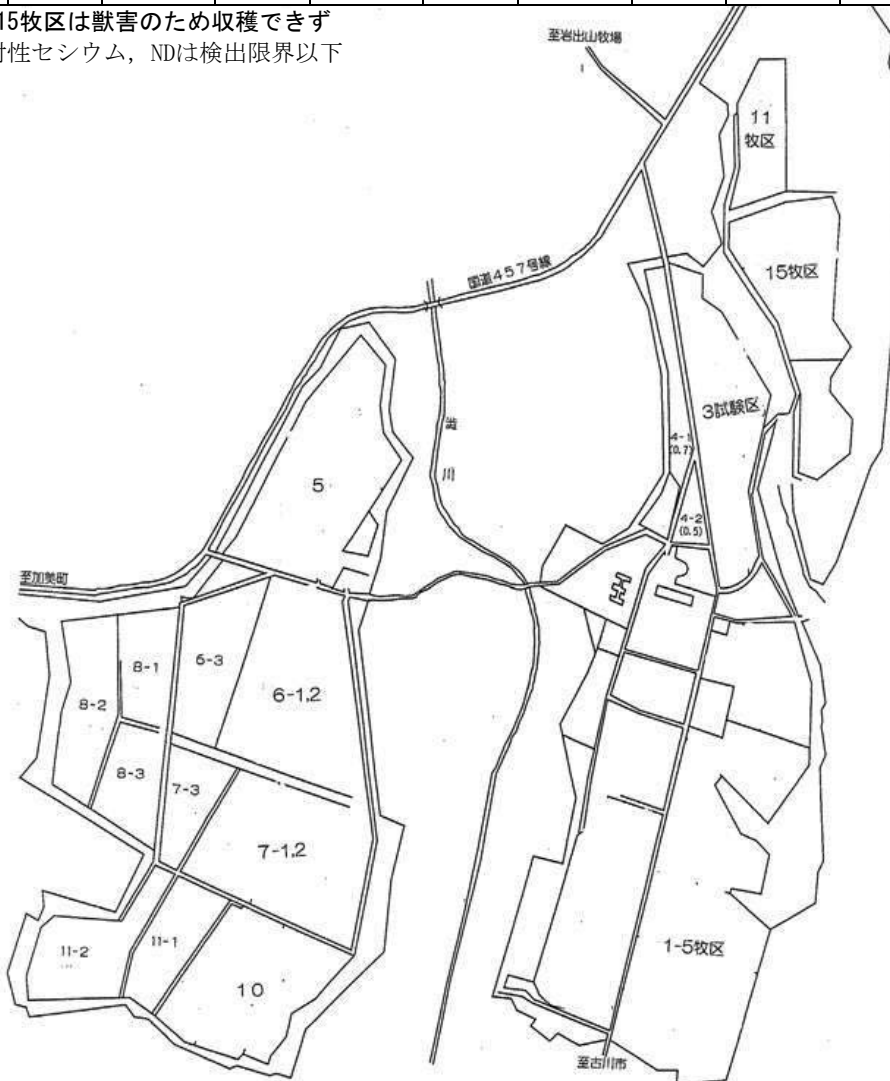 15牧区は獣害のため収穫できず
射性セシウム，NDは検出限界以下
至岩出山牧場
11
牧区
15牧区
国道457号線
3試験区
4-1
(0.7)
4-2
(0.5)
川
5
至加美町
8-1
6-3
8-2
6-1,2
8-3
7-3
7-1,2
11-2
11-1
10
1-5牧区
至古川市